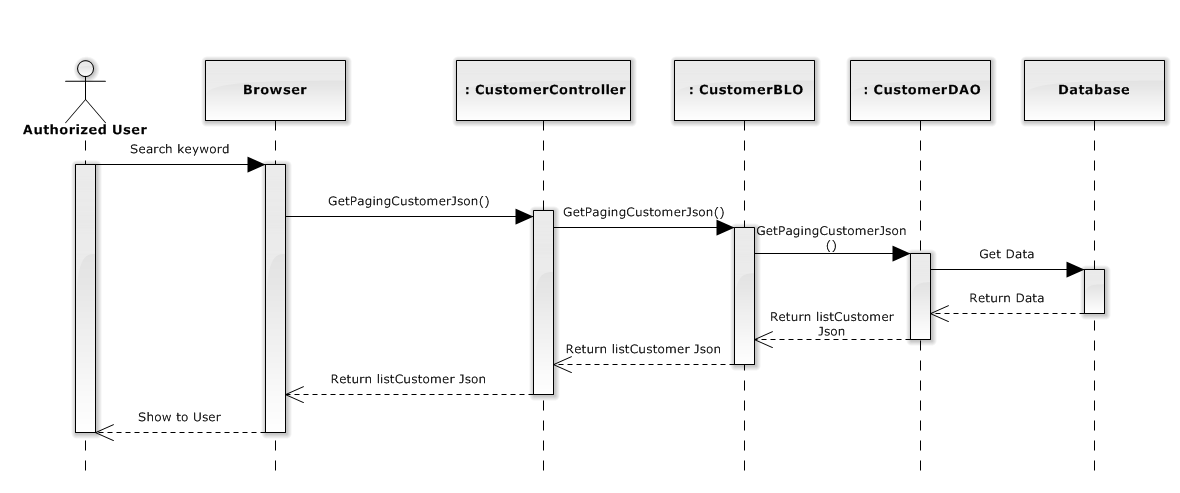 Browser
: CustomerController
: CustomerBLO
: CustomerDAO
Database
Authorized User
Search keyword
GetPagingCustomerJson()
GetPagingCustomerJson()
GetPagingCustomerJson
()
Get Data
Return Data
Return listCustomer
Json
Return listCustomer Json
Return listCustomer Json
Show to User